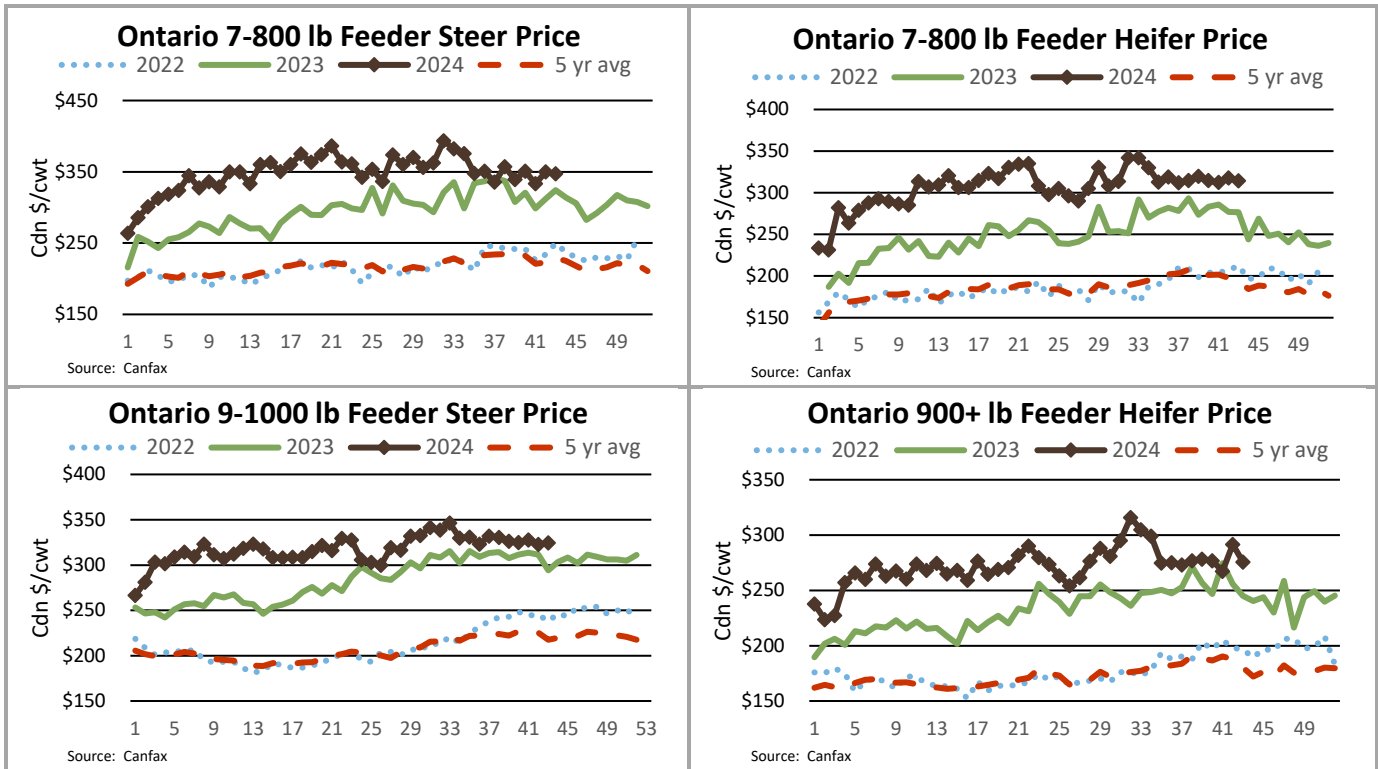 Ontario 7-800 lb Feeder Steer Price
2022 2023 2024 5 yr avg
Cdn $/cwt
$450
$350
$250
$150
1 5 9 13 17 21 25 29 33 37 41 45 49
Source: Canfax
Ontario 7-800 lb Feeder Heifer Price
2022 2023 2024 5 yr avg
Cdn $/cwt
$400
$350
$300
$250
$200
$150
1 5 9 13 17 21 25 29 33 37 41 45 49
Source: Canfax
Ontario 9-1000 lb Feeder Steer Price
2022 2023 2024 5 yr avg
Cdn $/cwt
$400
$350
$300
$250
$200
$150
1 5 9 13 17 21 25 29 33 37 41 45 49 53
Source: Canfax
Ontario 900+ lb Feeder Heifer Price
2022 2023 2024 5 yr avg
Cdn $/cwt
$350
$300
$250
$200
$150
1 5 9 13 17 21 25 29 33 37 41 45 49
Source: Canfax